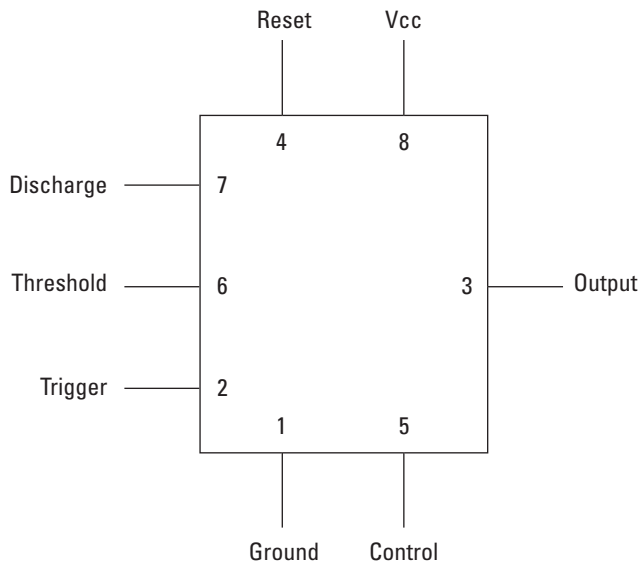 Reset Vcc
4 8
Discharge 7
Threshold 6 3 Output
Trigger 2
1 5
Ground Control